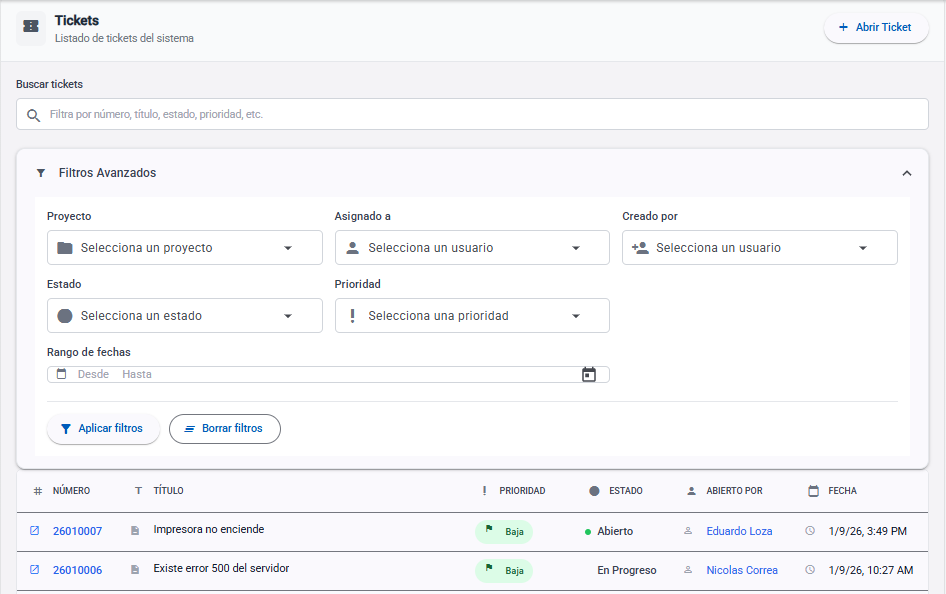 Tickets
Listado de tickets del sistema
Abrir Ticket
Buscar tickets
Filtra por número, título, estado, prioridad, etc.
Filtros Avanzados
Proyecto Asignado a Creado por
Selecciona un proyecto Selecciona un usuario Selecciona un usuario
Estado Prioridad
Selecciona un estado Selecciona una prioridad
Rango de fechas
Desde Hasta
Aplicar filtros Borrar filtros
# NÚMERO TÍTULO PRIORIDAD ESTADO ABIERTO POR FECHA
26010007 Impresora no enciende Baja Abierto Eduardo Loza 1/9/26, 3:49 PM
26010006 Existe error 500 del servidor Baja En Progreso Nicolas Correa 1/9/26, 10:27 AM